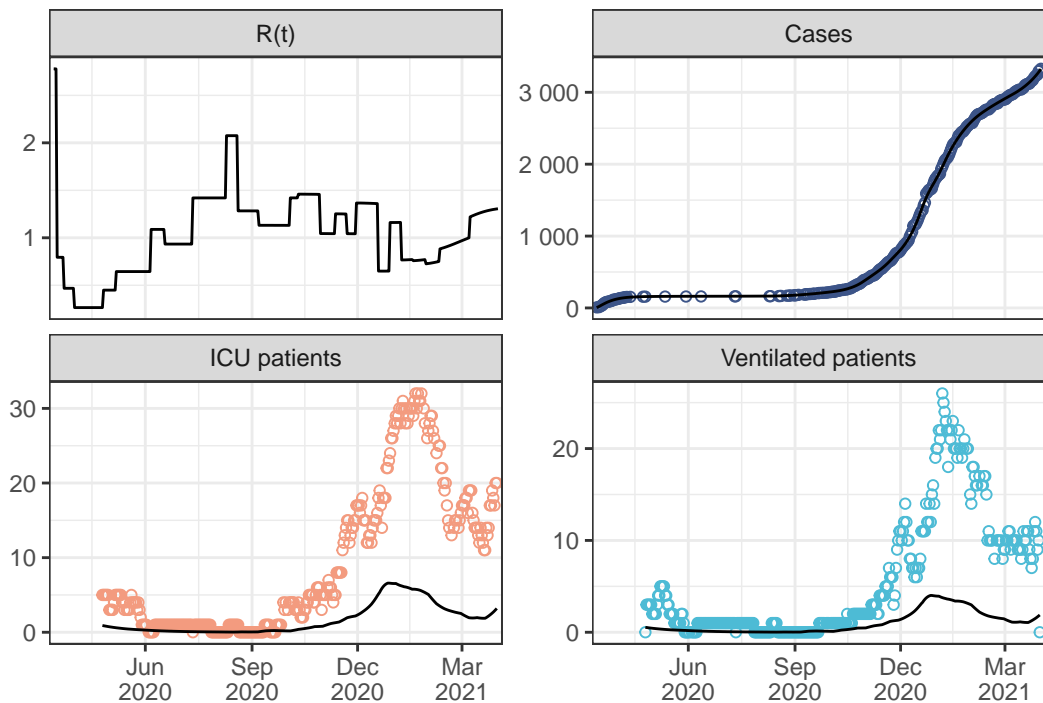 R(t)
Cases
2
1
3 000
2 000
1 000
0
ICU patients
Ventilated patients
30
20
10
0
20
10
0
Jun Sep Dec Mar
2020 2020 2020 2021
Jun Sep Dec Mar
2020 2020 2020 2021